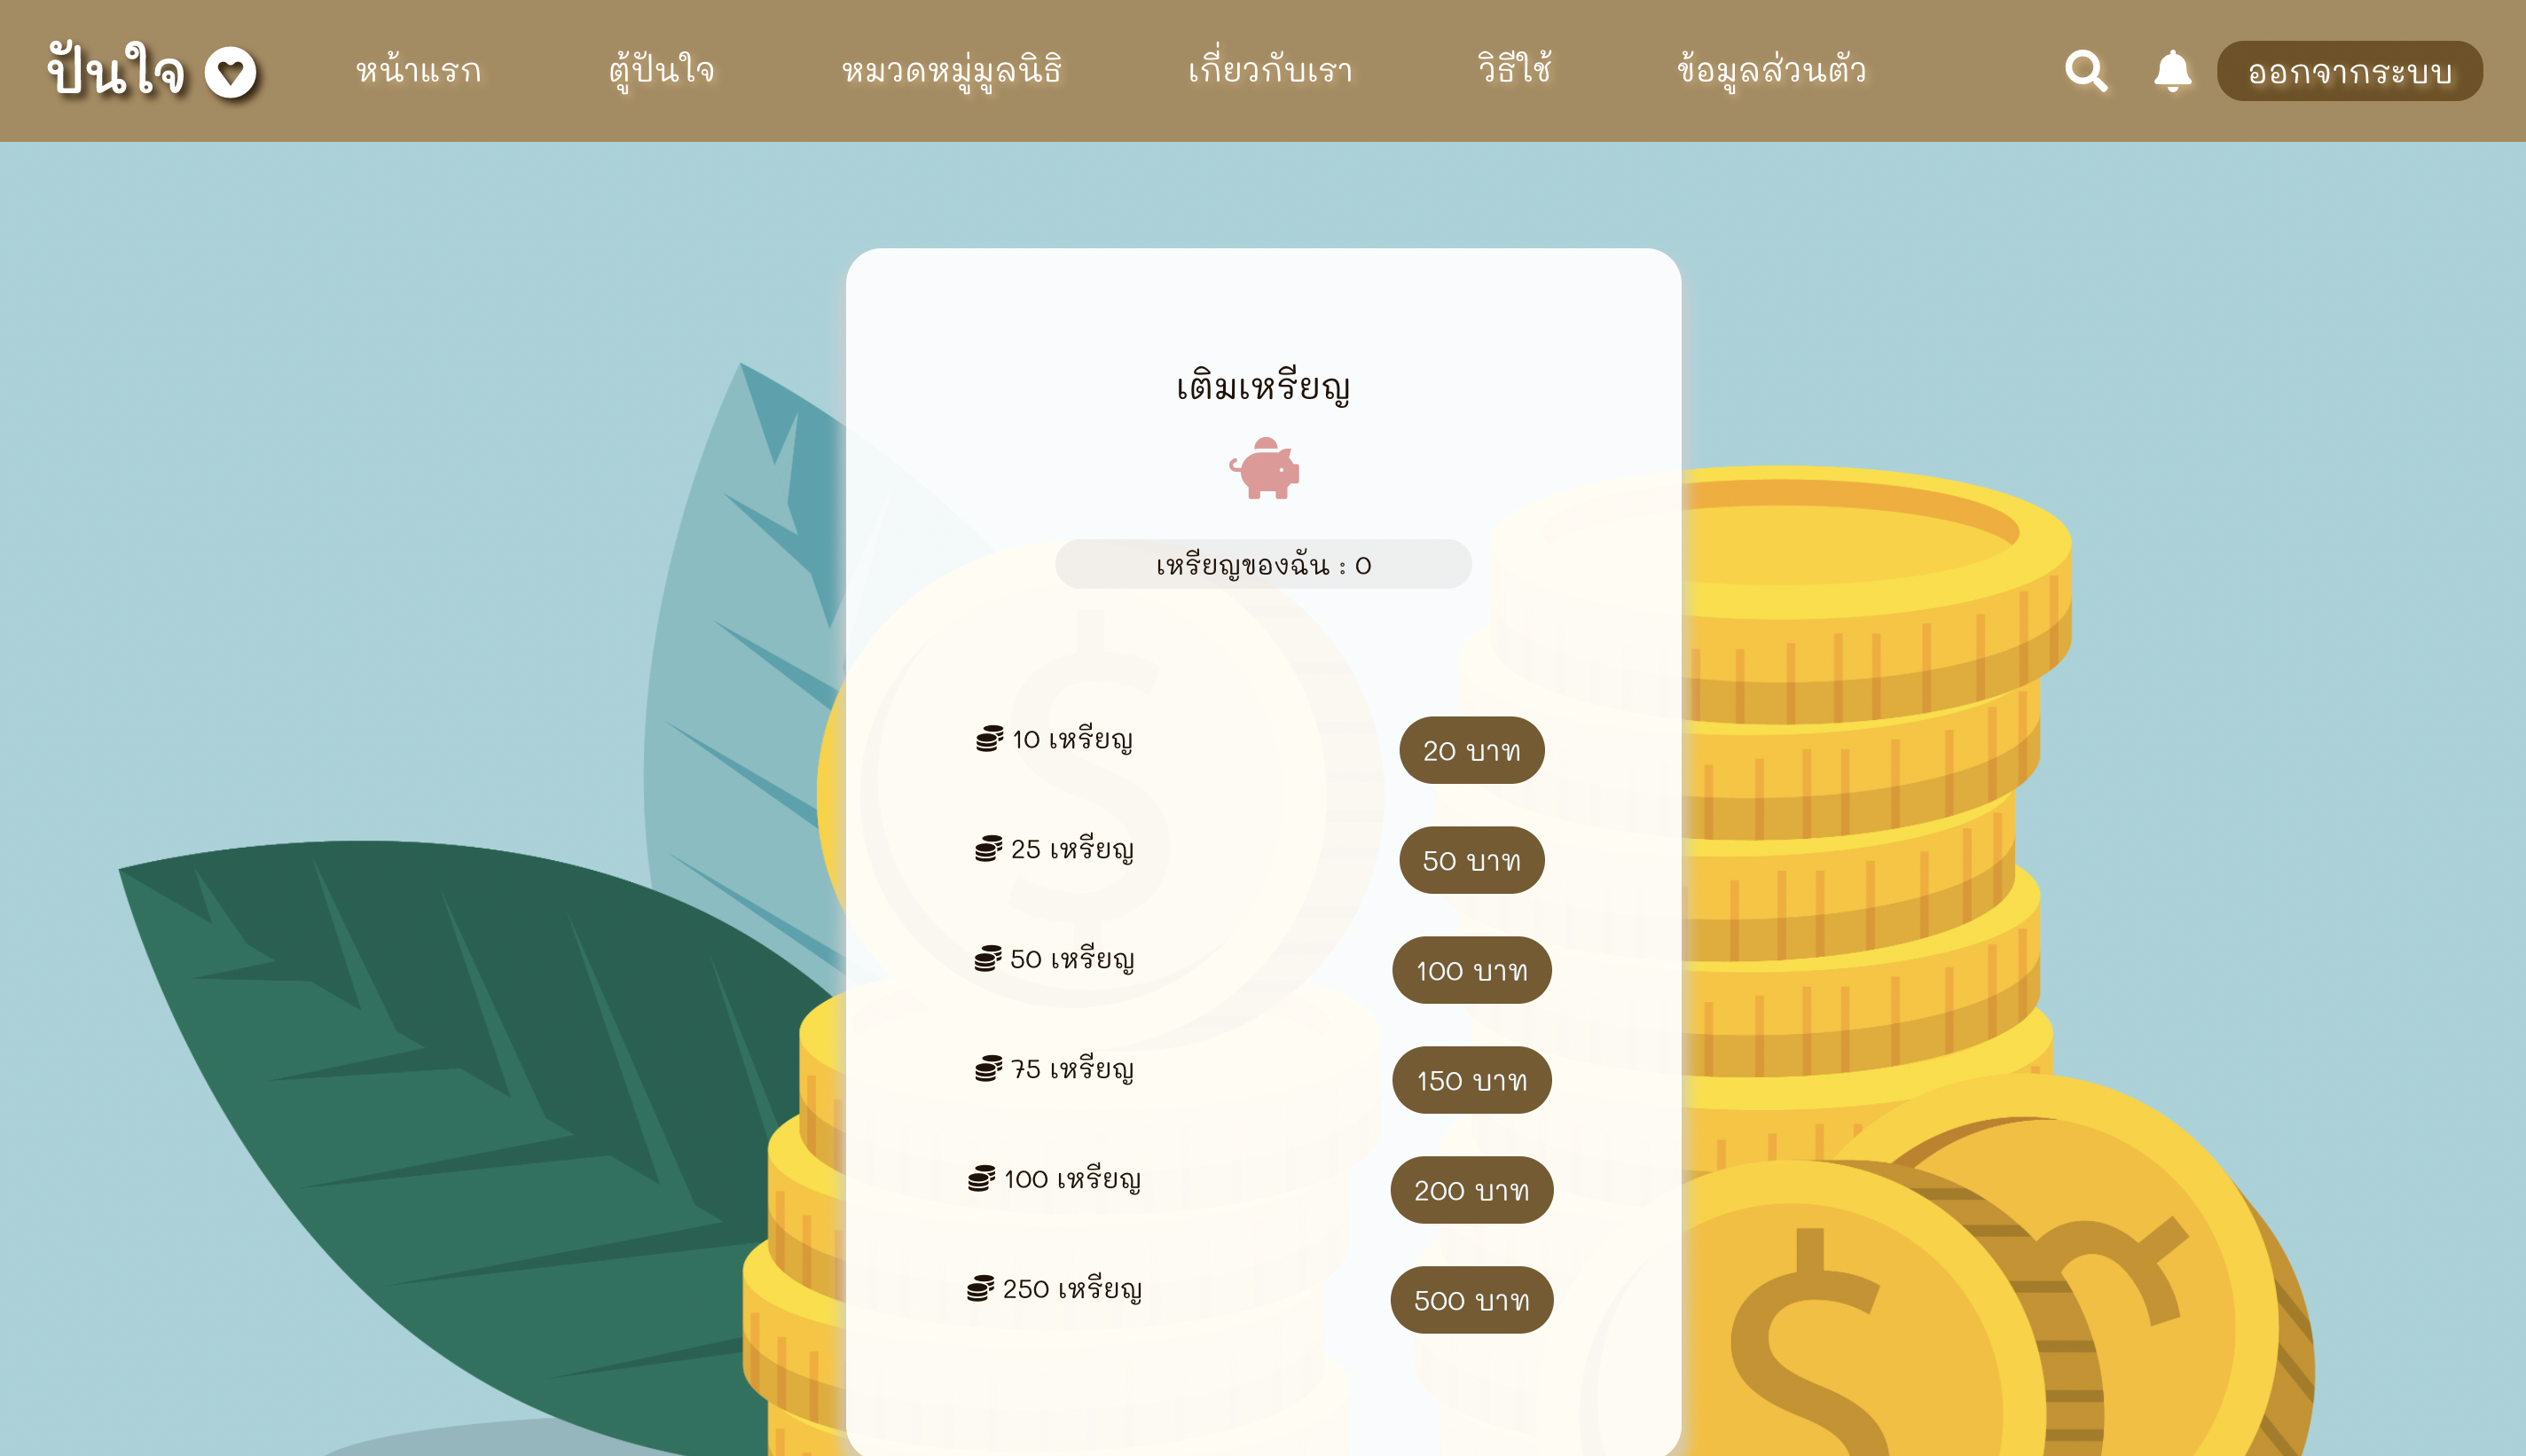 ปันใจ หน้าแรก ตู้ปันใจ หมวดหมู่มูลนิธิ เกี่ยวกับเรา วิธีใช้ ข้อมูลส่วนตัว ออกจากระบบ
เติมเหรียญ
เหรียญของฉัน : 0
10 เหรียญ 20 บาท
25 เหรียญ 50 บาท
50 เหรียญ 100 บาท
75 เหรียญ 150 บาท
100 เหรียญ 200 บาท
250 เหรียญ 500 บาท